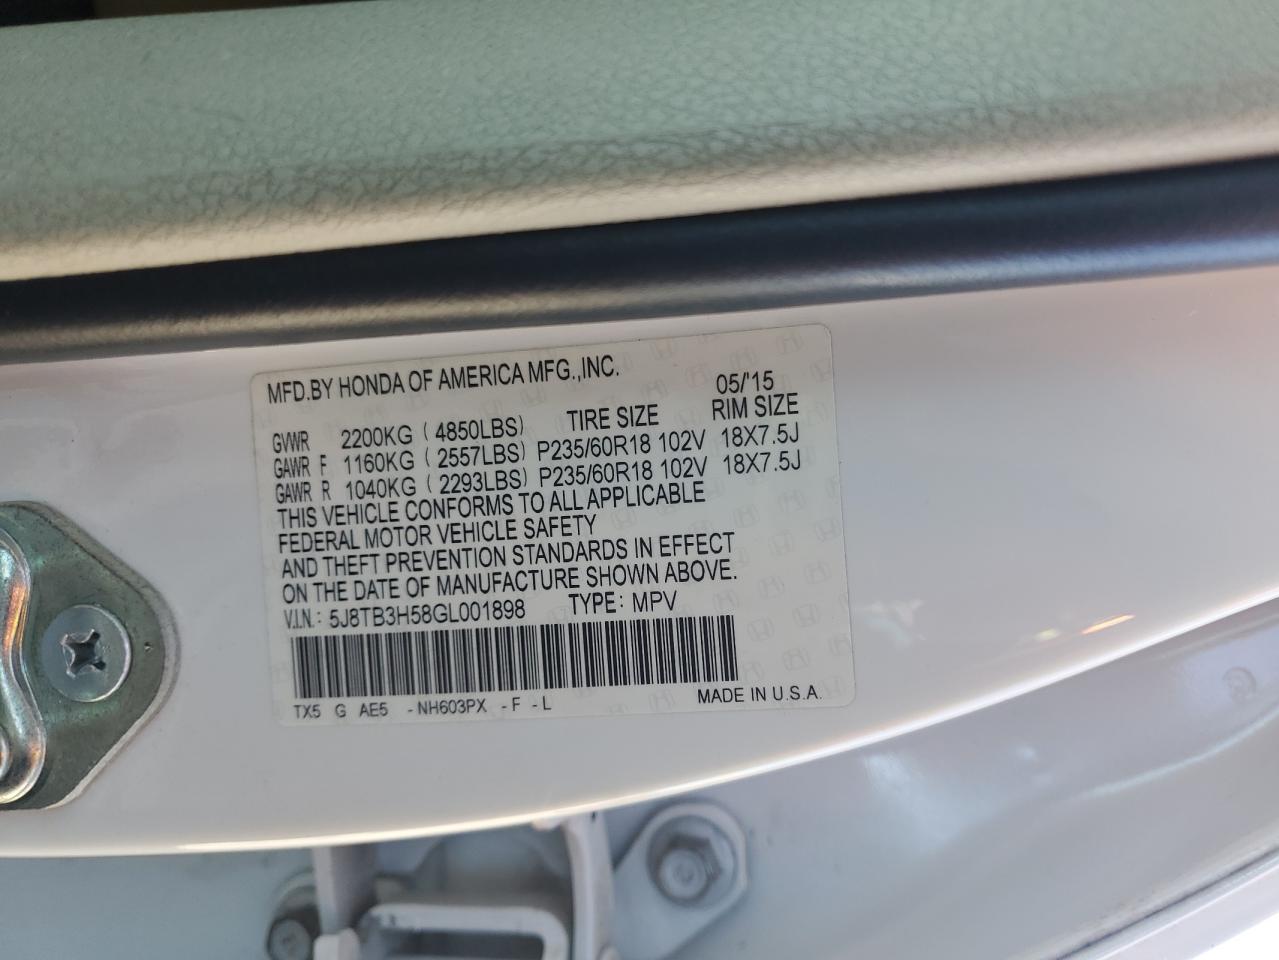 MFD.BY HONDA OF AMERICA MFG.,INC. 05/'15
GVWR 2200KG (4850LBS) TIRE SIZE RIM SIZE
GAWR F 1160KG (2557LBS) P235/60R18 102V 18X7.5J
GAWR R 1040KG (2293LBS) P235/60R18 102V 18X7.5J
THIS VEHICLE CONFORMS TO ALL APPLICABLE
FEDERAL MOTOR VEHICLE SAFETY
AND THEFT PREVENTION STANDARDS IN EFFECT
ON THE DATE OF MANUFACTURE SHOWN ABOVE.
V.I.N.: 5J8TB3H58GL001898 TYPE: MPV
TX5 G AE5 -NH603PX -F -L MADE IN U.S.A.